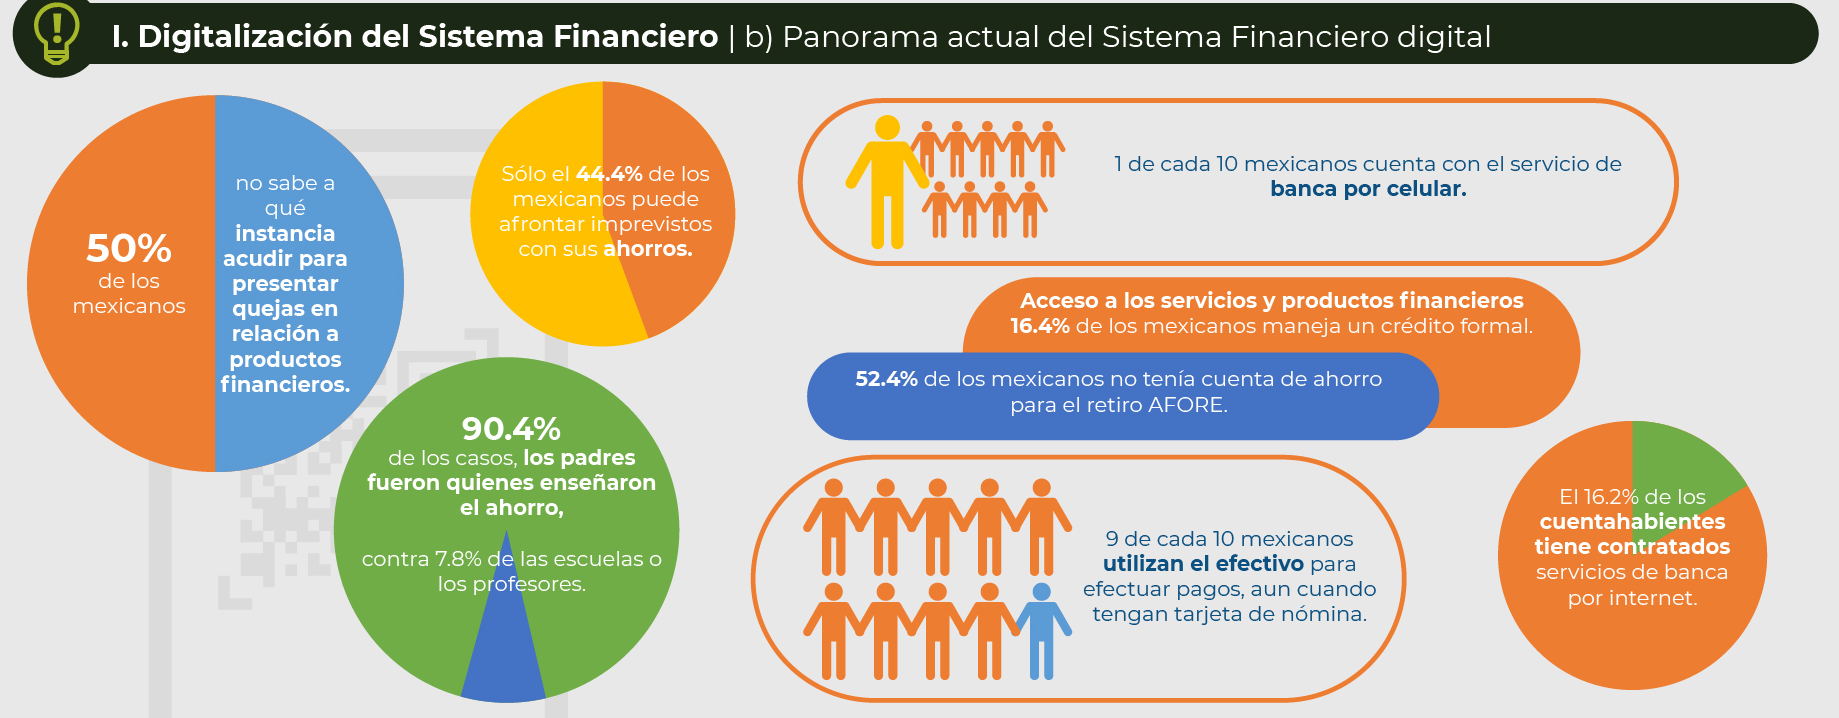 I. Digitalización del Sistema Financiero | b) Panorama actual del Sistema Financiero digital
50%
de los
mexicanos
no sabe a
qué
instancia
acudir para
presentar
quejas en
relación a
productos
financieros.
Sólo el 44.4% de los
mexicanos puede
afrontar imprevistos
con sus ahorros.
90.4%
de los casos, los padres
fueron quienes enseñaron
el ahorro,
contra 7.8% de las escuelas o
los profesores.
1 de cada 10 mexicanos cuenta con el servicio de
banca por celular.
Acceso a los servicios y productos financieros
16.4% de los mexicanos maneja un crédito formal.
52.4% de los mexicanos no tenía cuenta de ahorro
para el retiro AFORE.
9 de cada 10 mexicanos
utilizan el efectivo para
efectuar pagos, aun cuando
tengan tarjeta de nómina.
El 16.2% de los
cuentahabientes
tiene contratados
servicios de banca
por internet.